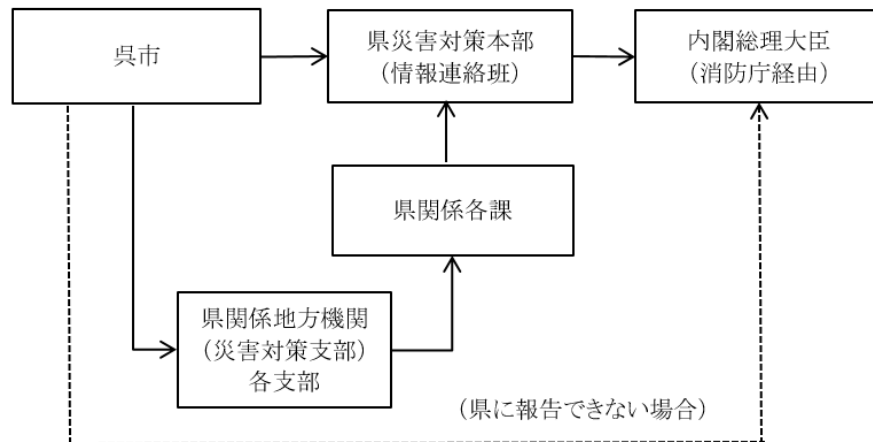 呉市
県災害対策本部
（情報連絡班）
内閣総理大臣
（消防庁経由）
県関係各課
県関係地方機関
（災害対策支部）
各支部
（県に報告できない場合）